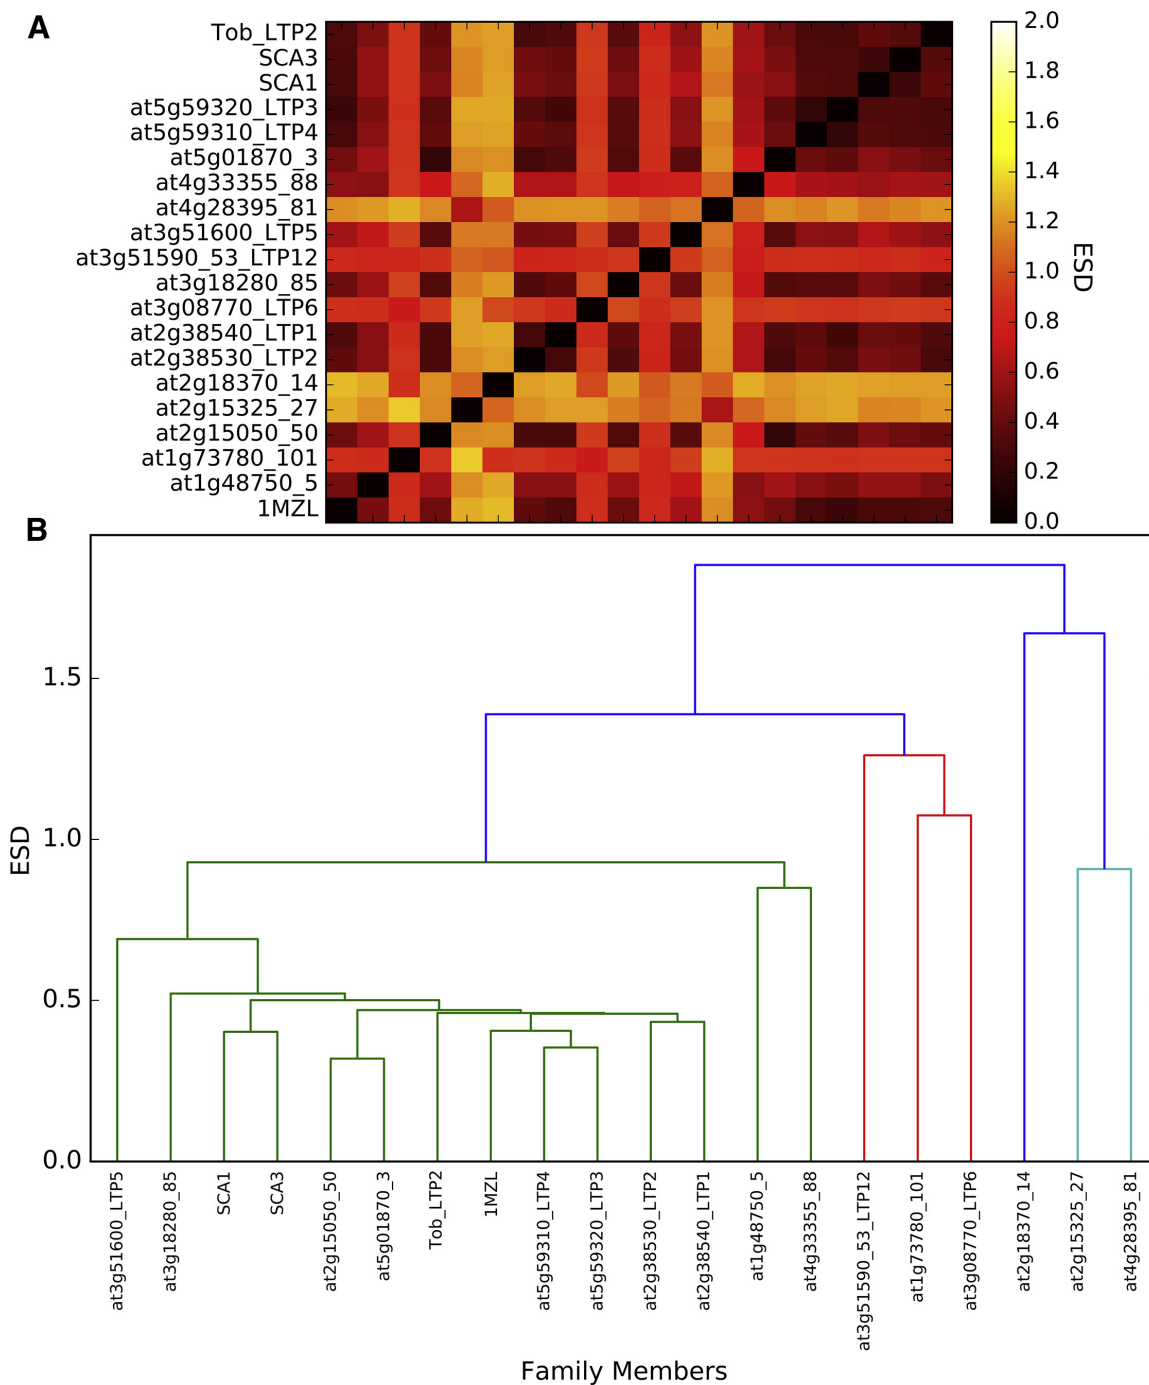 A
Tob_LTP2
SCA3
SCA1
at5g59320_LTP3
at5g59310_LTP4
at5g01870_3
at4g33355_88
at4g28395_81
at3g51600_LTP5
at3g51590_53_LTP12
at3g18280_85
at3g08770_LTP6
at2g38540_LTP1
at2g38530_LTP2
at2g18370_14
at2g15325_27
at2g15050_50
at1g73780_101
at1g48750_5
1MZL
2.0
1.8
1.6
1.4
1.2
1.0
0.8
0.6
0.4
0.2
0.0
ESD
B
1.5
1.0
0.5
0.0
ESD
at3g51600_LTP5
at3g18280_85
SCA1
SCA3
at2g15050_50
at5g01870_3
Tob_LTP2
1MZL
at5g59310_LTP4
at5g59320_LTP3
at2g38530_LTP2
at2g38540_LTP1
at1g48750_5
at4g33355_88
at3g51590_53_LTP12
at1g73780_101
at3g08770_LTP6
at2g18370_14
at2g15325_27
at4g28395_81
Family Members